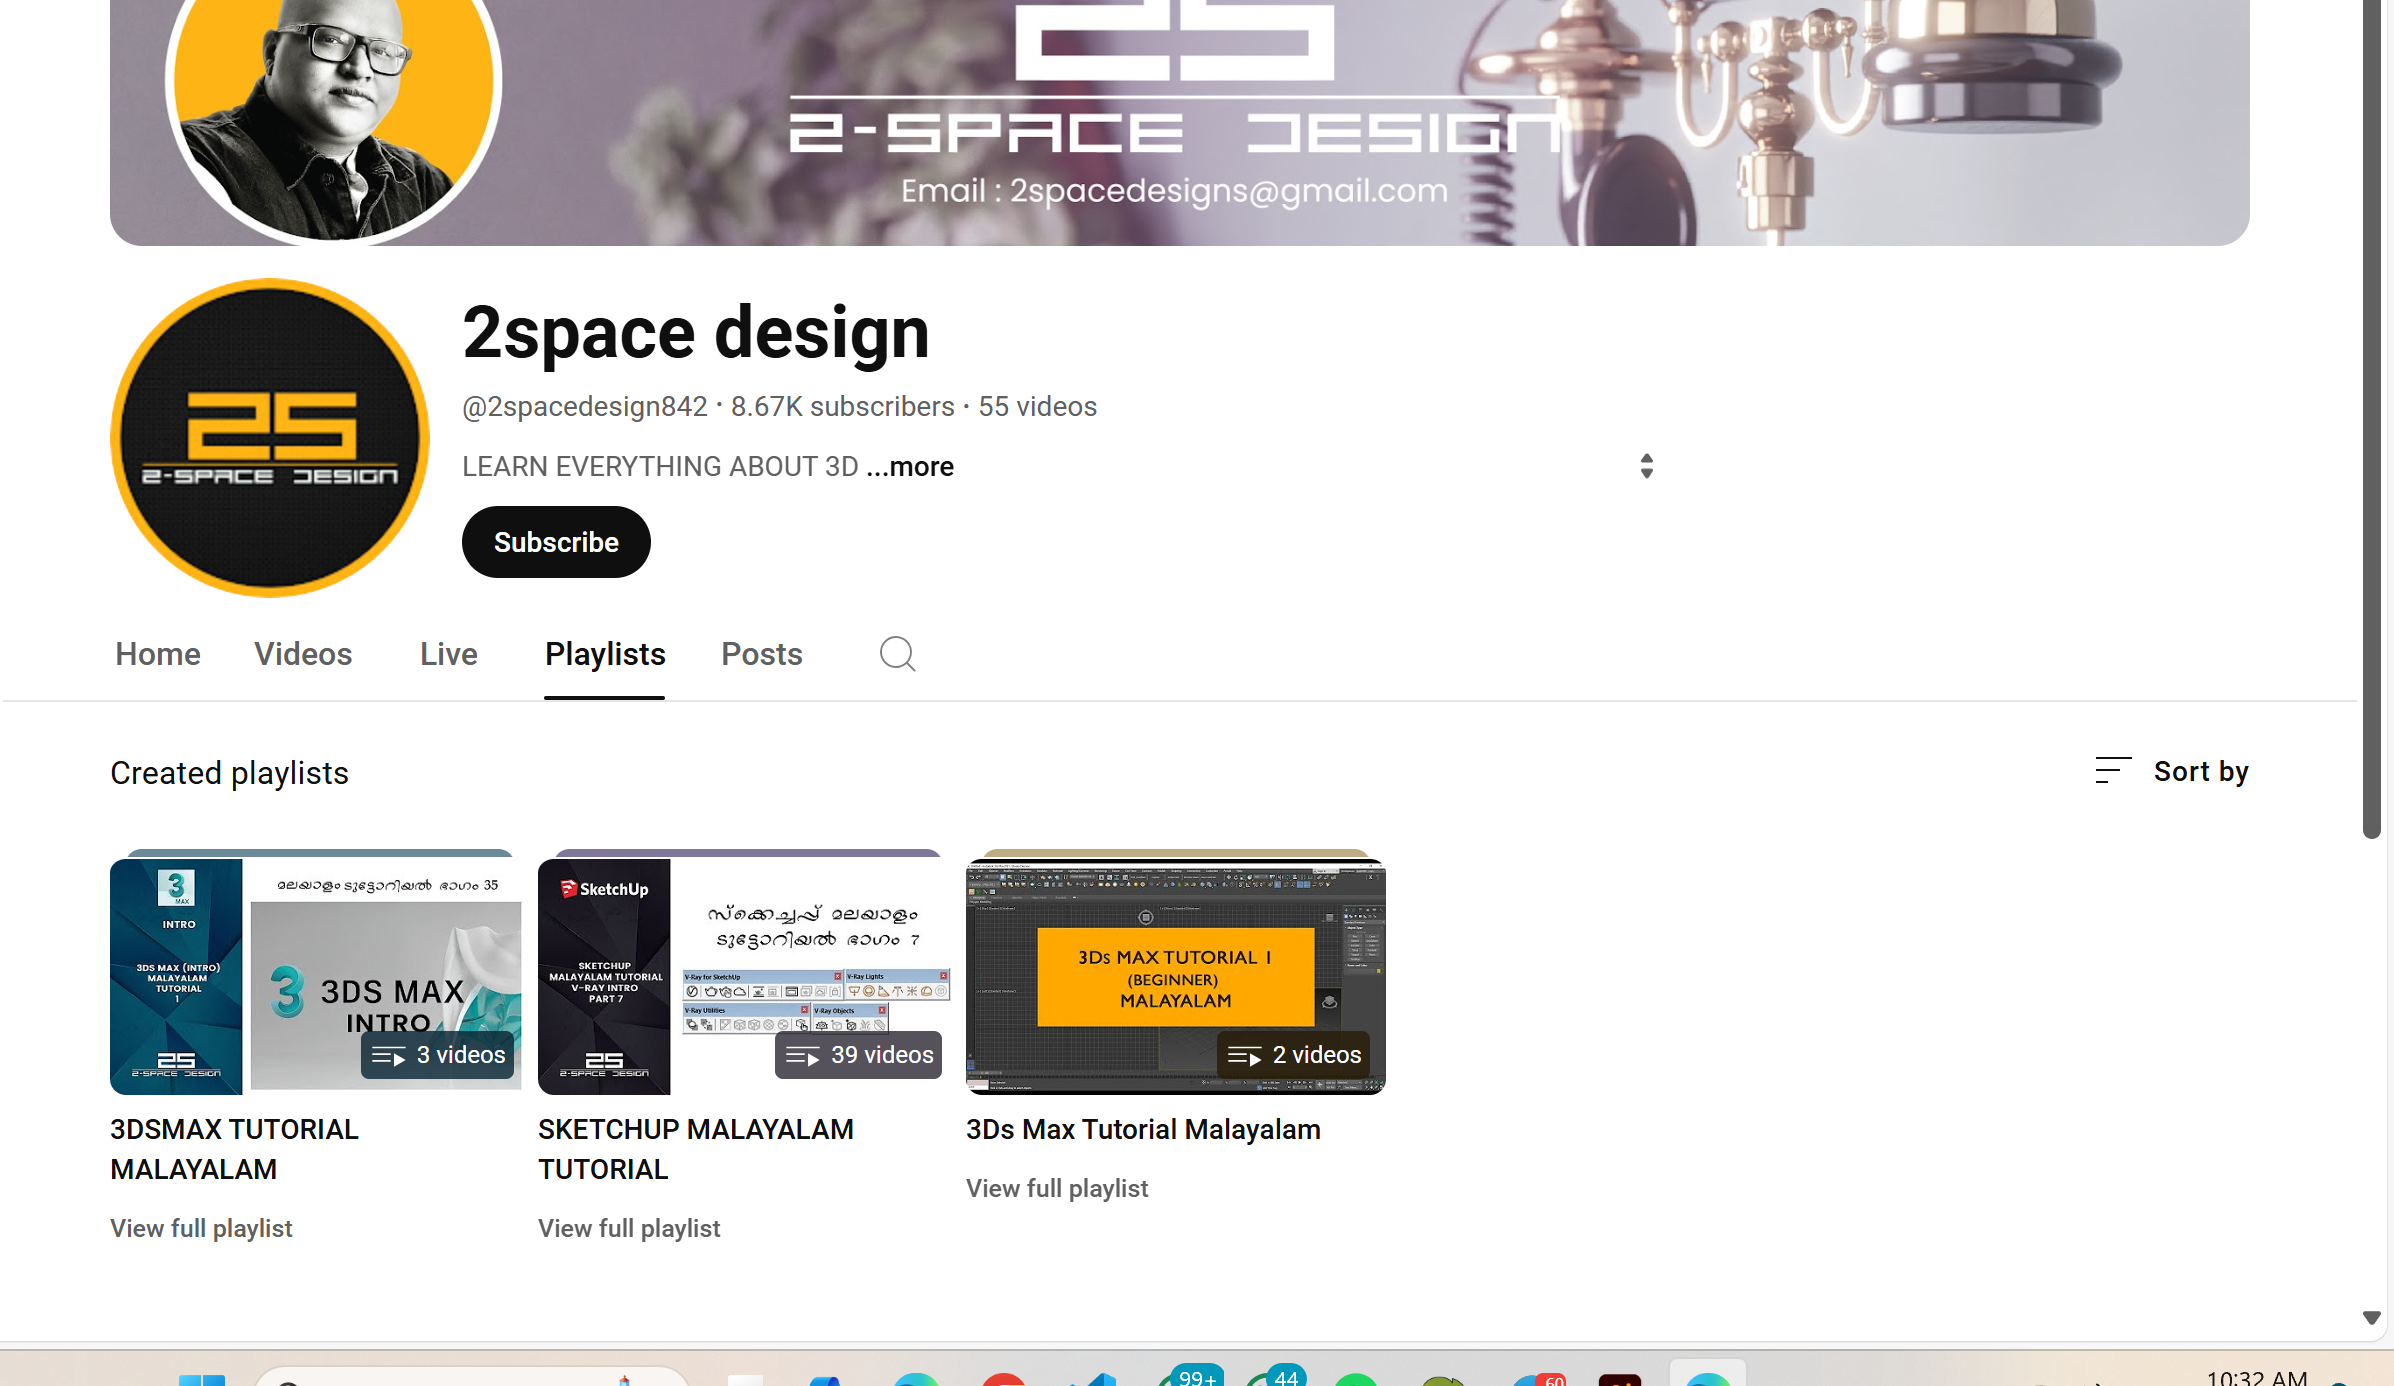 2S
2-SPACE DESIGN
Email : 2spacedesigns@gmail.com
2S
2-SPACE DESIGN
2space design
@2spacedesign842 • 8.67K subscribers • 55 videos
LEARN EVERYTHING ABOUT 3D ...more
Subscribe
Home Videos Live Playlists Posts
Created playlists
Sort by
3
MAX
INTRO
3DS MAX (INTRO)
MALAYALAM
TUTORIAL
1
2S
2-SPACE DESIGN
മലയാളം ടൂട്ടോറിയൽ ഭാഗം 35
3 3DS MAX
INTRO
3 videos
SketchUp
SKETCHUP
MALAYALAM TUTORIAL
V-RAY INTRO
PART 7
2S
2-SPACE DESIGN
സ്കെച്ചപ്പ് മലയാളം
ടൂട്ടോറിയൽ ഭാഗം 7
V-Ray for SketchUp
V-Ray Lights
V-Ray Utilities
V-Ray Objects
39 videos
3Ds MAX TUTORIAL 1
(BEGINNER)
MALAYALAM
2 videos
3DSMAX TUTORIAL
MALAYALAM
View full playlist
SKETCHUP MALAYALAM
TUTORIAL
View full playlist
3Ds Max Tutorial Malayalam
View full playlist
99+
44
60
10:32 AM